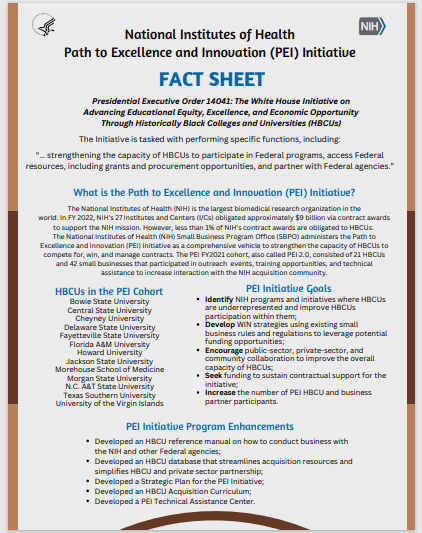 NIH
National Institutes of Health
Path to Excellence and Innovation (PEI) Initiative
FACT SHEET
Presidential Executive Order 14041: The White House Initiative on
Advancing Educational Equity, Excellence, and Economic Opportunity
Through Historically Black Colleges and Universities (HBCUs)
The Initiative is tasked with performing specific functions, including:
"... strengthening the capacity of HBCUs to participate in Federal programs, access Federal
resources, including grants and procurement opportunities, and partner with Federal agencies."
What is the Path to Excellence and Innovation (PEI) Initiative?
The National Institutes of Health (NIH) is the largest biomedical research organization in the
world. In FY 2022, NIH's 27 Institutes and Centers (I/Cs) obligated approximately $9 billion via contract awards
to support the NIH mission. However, less than 1% of NIH's contract awards are obligated to HBCUs.
The National Institutes of Health (NIH) Small Business Program Office (SBPO) administers the Path to
Excellence and Innovation (PEI) Initiative as a comprehensive vehicle to strengthen the capacity of HBCUs to
compete for, win, and manage contracts. The PEI FY2021 cohort, also called PEI 2.0, consisted of 21 HBCUs
and 42 small businesses that participated in outreach events, training opportunities, and technical
assistance to increase interaction with the NIH acquisition community.
HBCUs in the PEI Cohort
Bowie State University
Central State University
Cheyney University
Delaware State University
Fayetteville State University
Florida A&M University
Howard University
Jackson State University
Morehouse School of Medicine
Morgan State University
N.C. A&T State University
Texas Southern University
University of the Virgin Islands
PEI Initiative Goals
• Identify NIH programs and initiatives where HBCUs
are underrepresented and improve HBCUs
participation within them;
• Develop WIN strategies using existing small
business rules and regulations to leverage potential
funding opportunities;
• Encourage public-sector, private-sector, and
community collaboration to improve the overall
capacity of HBCUs;
• Seek funding to sustain contractual support for the
initiative;
• Increase the number of PEI HBCU and business
partner participants.
PEI Initiative Program Enhancements
• Developed an HBCU reference manual on how to conduct business with
the NIH and other Federal agencies;
• Developed an HBCU database that streamlines acquisition resources and
simplifies HBCU and private sector partnership;
• Developed a Strategic Plan for the PEI Initiative;
• Developed an HBCU Acquisition Curriculum;
• Developed a PEI Technical Assistance Center.